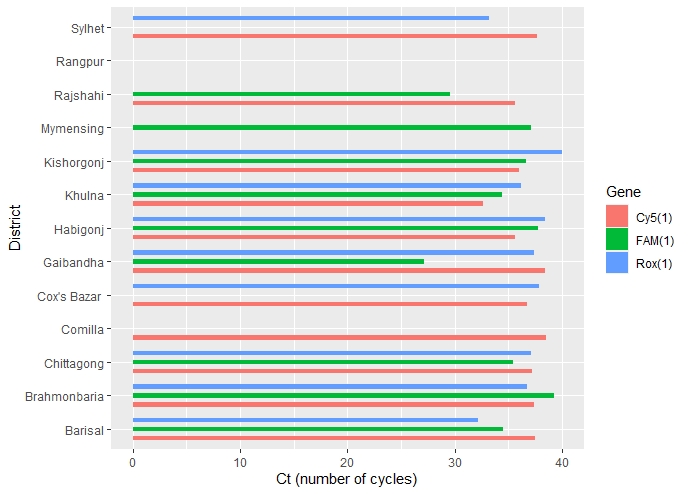 District
Sylhet
Rangpur
Rajshahi
Mymensing
Kishorgonj
Khulna
Habigonj
Gaibandha
Cox's Bazar
Comilla
Chittagong
Brahmonbaria
Barisal
0 10 20 30 40
Ct (number of cycles)
Gene
Cy5(1)
FAM(1)
Rox(1)